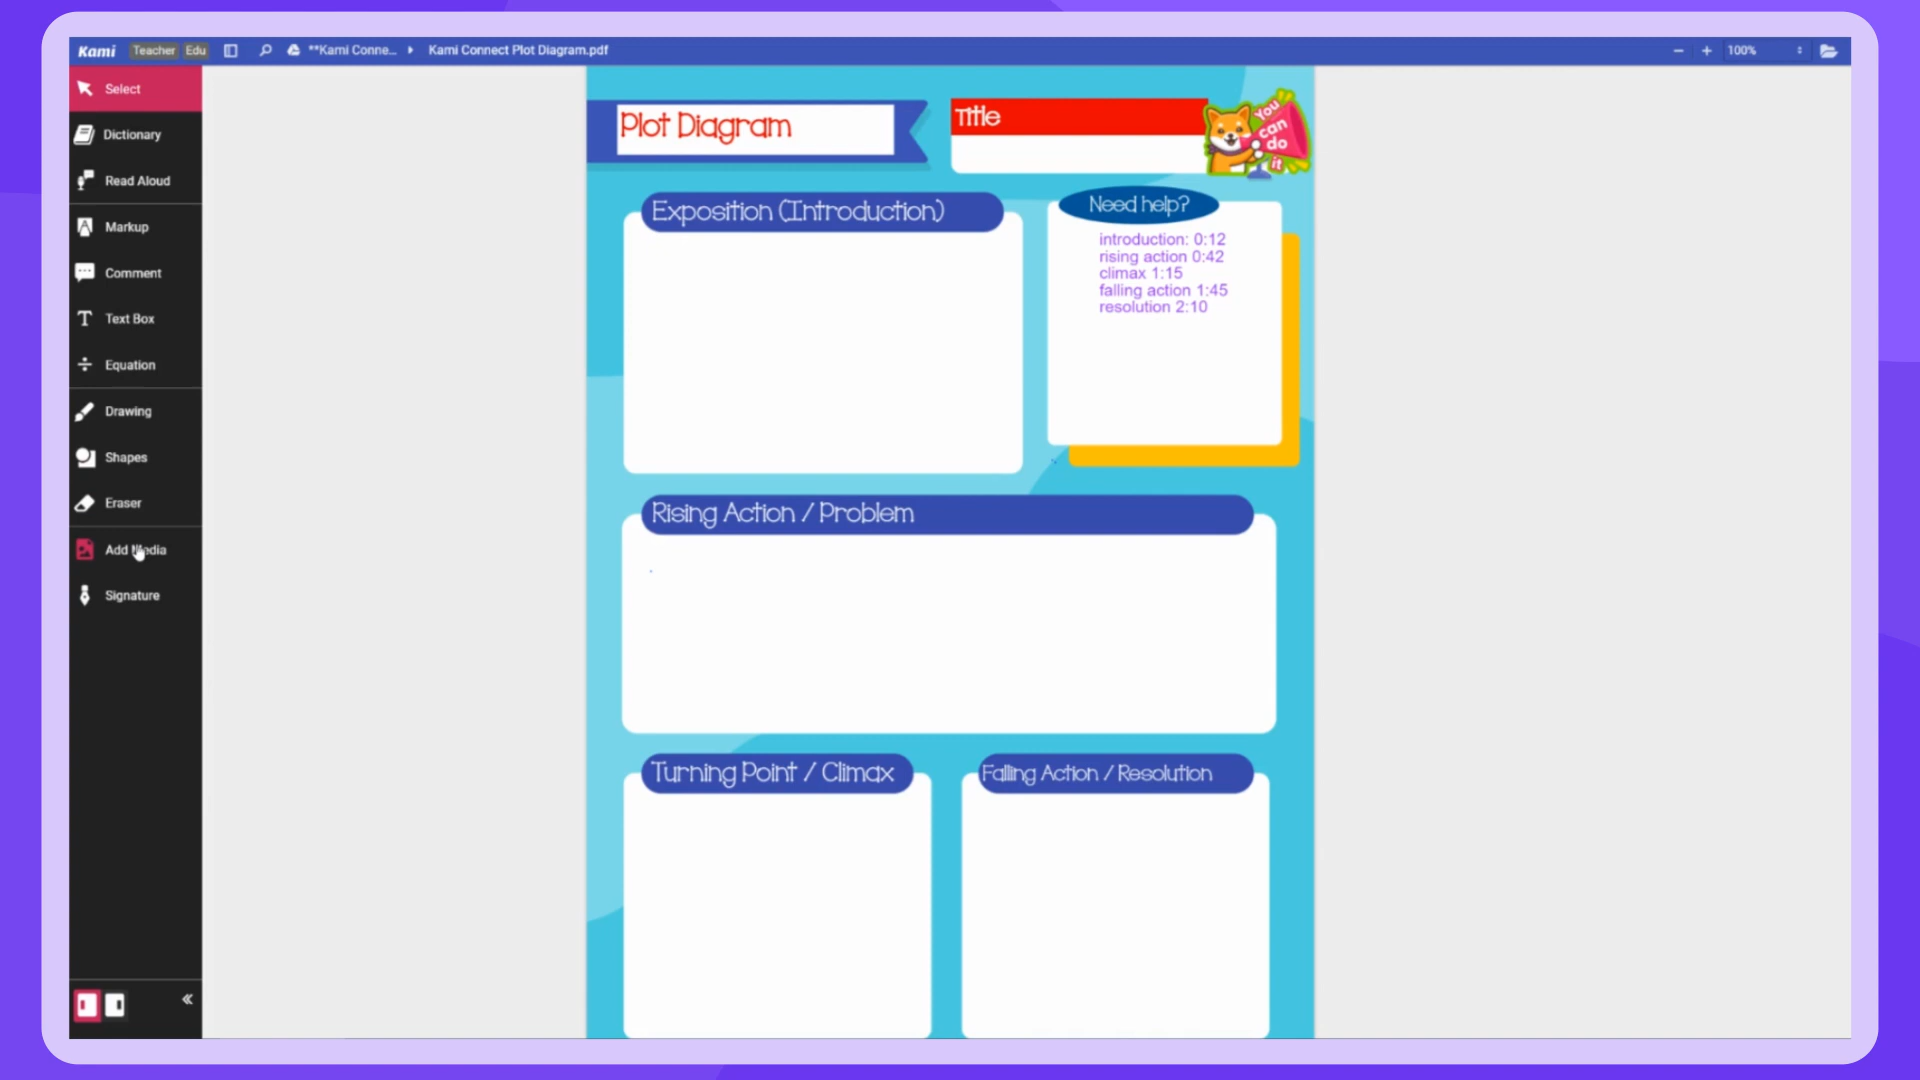 Kami Teacher Edu **Kami Conne... Kami Connect Plot Diagram.pdf 100%
Select
Dictionary
Read Aloud
Markup
Comment
Text Box
Equation
Drawing
Shapes
Eraser
Add Media
Signature
Plot Diagram
Title
You
can
do
it
Exposition (Introduction)
Need help?
introduction: 0:12
rising action 0:42
climax 1:15
falling action 1:45
resolution 2:10
Rising Action / Problem
Turning Point / Climax
Falling Action / Resolution